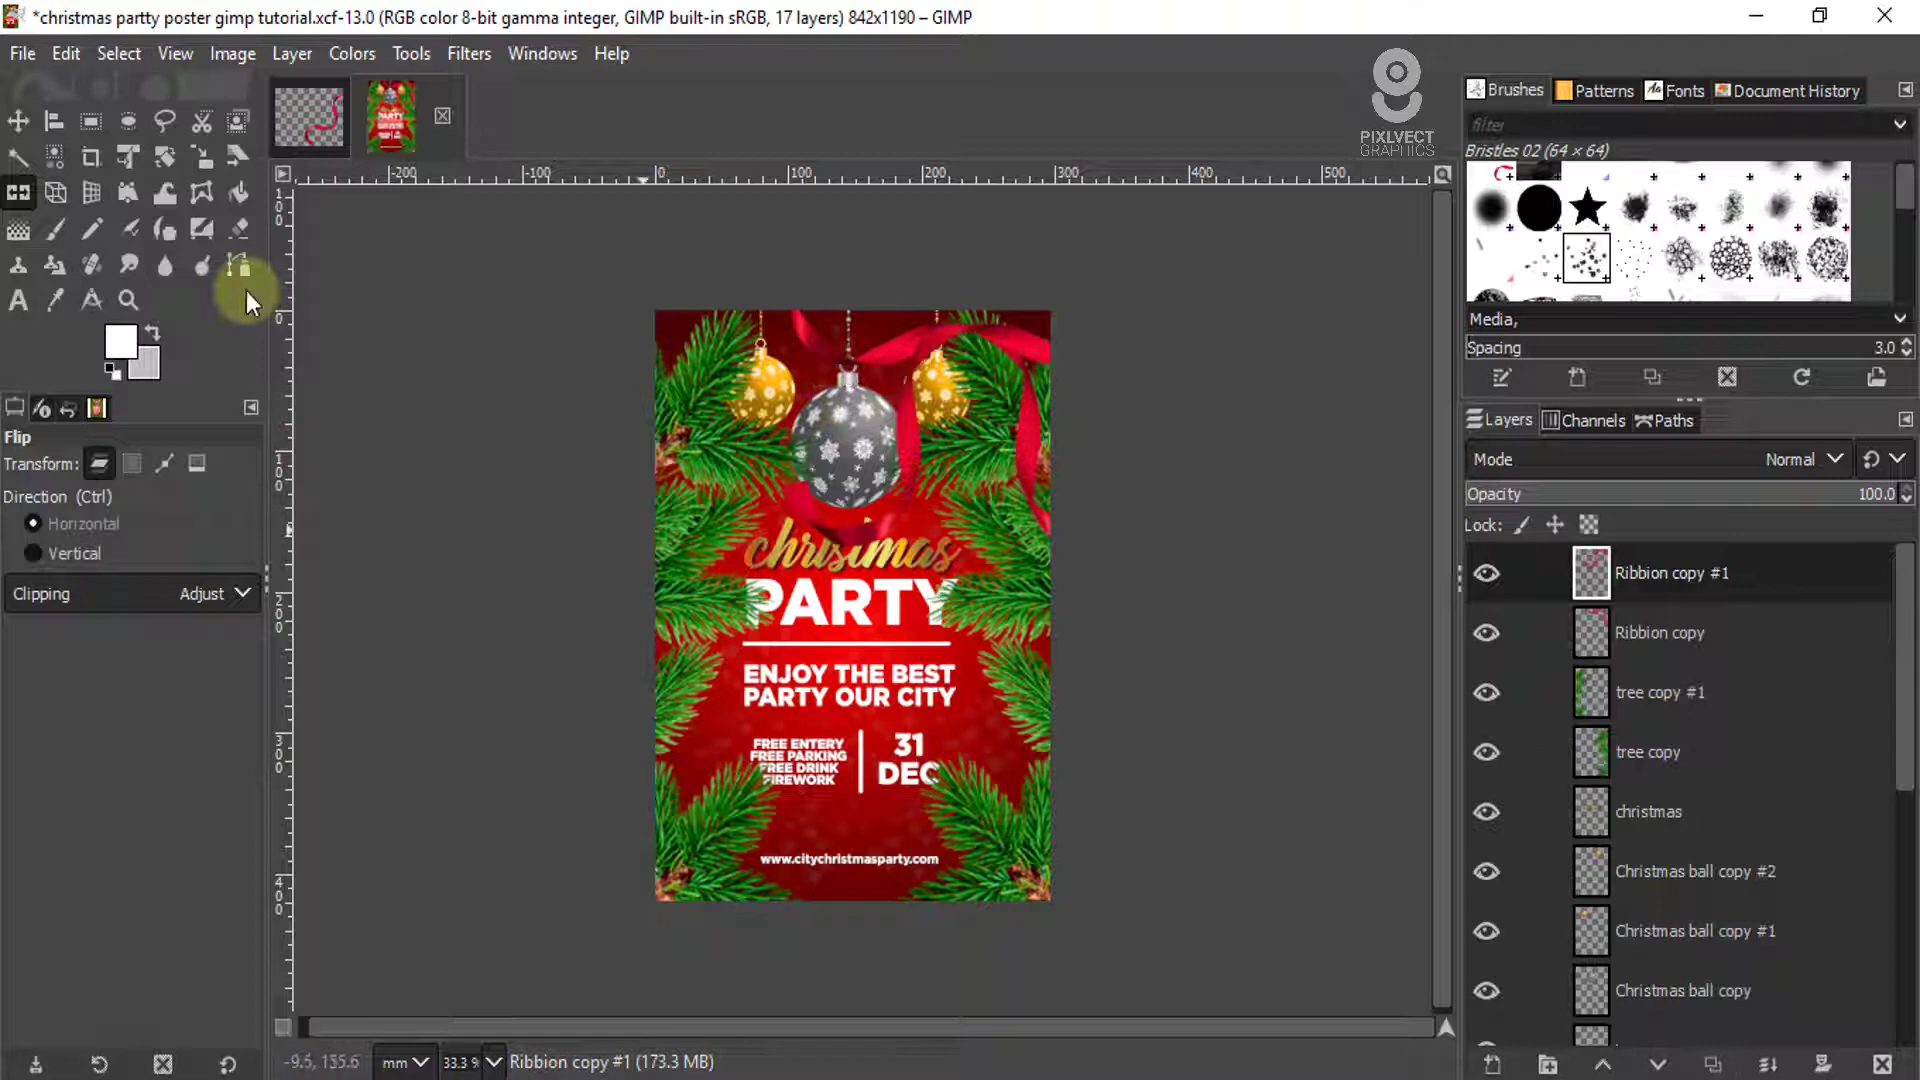 *christmas partty poster gimp tutorial.xcf-13.0 (RGB color 8-bit gamma integer, GIMP built-in sRGB, 17 layers) 842x1190 – GIMP
File Edit Select View Image Layer Colors Tools Filters Windows Help
PIXLVECT
GRAPHICS
Brushes Patterns Fonts Document History
filter
Bristles 02 (64 × 64)
Media,
Spacing 3.0
-200 -100 0 100 200 300 400 500
100
0
100
200
300
400
Flip
Transform:
Direction (Ctrl)
Horizontal
Vertical
Clipping Adjust
christmas
PARTY
ENJOY THE BEST
PARTY OUR CITY
FREE ENTERY
FREE PARKING
FREE DRINK
FIREWORK
31
DEC
www.citychristmasparty.com
Layers Channels Paths
Mode Normal
Opacity 100.0
Lock:
Ribbion copy #1
Ribbion copy
tree copy #1
tree copy
christmas
Christmas ball copy #2
Christmas ball copy #1
Christmas ball copy
-9.5, 155.6 mm 33.3 % Ribbion copy #1 (173.3 MB)